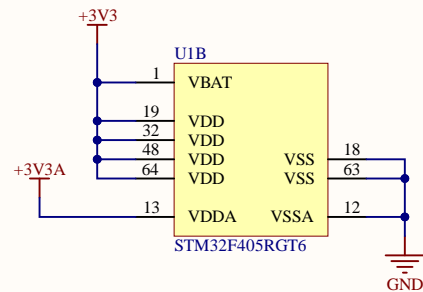 +3V3
U1B
1 VBAT
19 VDD
32 VDD
48 VDD VSS 18
64 VDD VSS 63
+3V3A
13 VDDA VSSA 12
STM32F405RGT6
GND